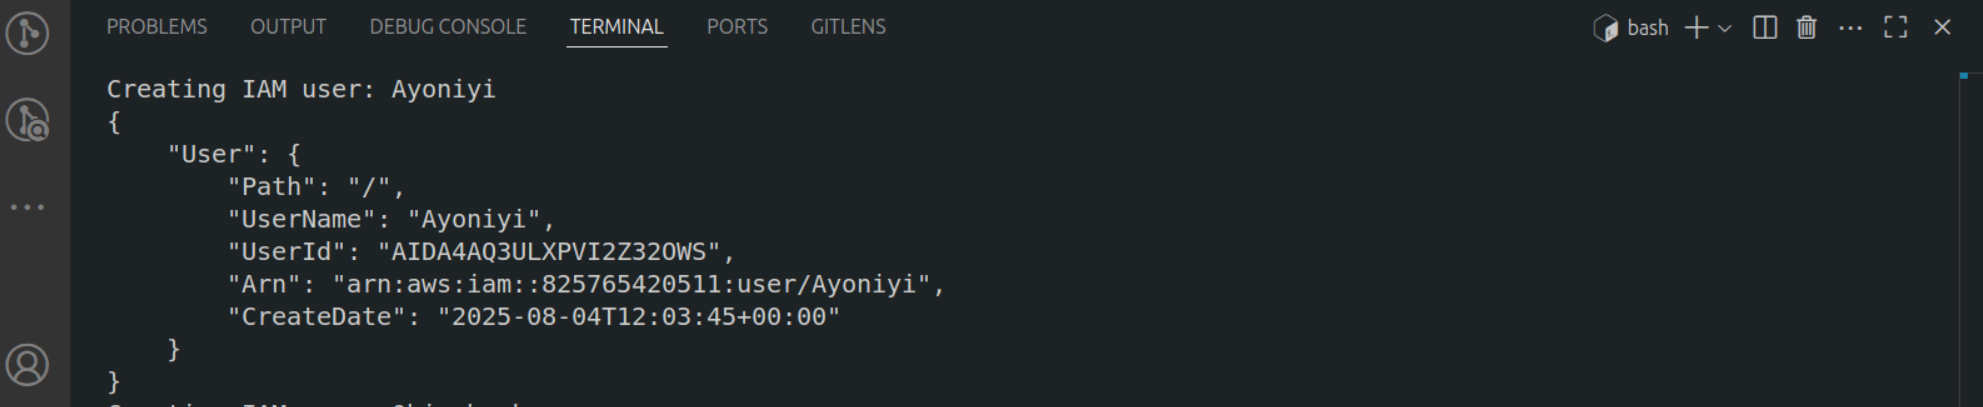 PROBLEMS OUTPUT DEBUG CONSOLE TERMINAL PORTS GITLENS bash
Creating IAM user: Ayoniyi
{
    "User": {
        "Path": "/",
        "UserName": "Ayoniyi",
        "UserId": "AIDA4AQ3ULXPVI2Z32OWS",
        "Arn": "arn:aws:iam::825765420511:user/Ayoniyi",
        "CreateDate": "2025-08-04T12:03:45+00:00"
    }
}